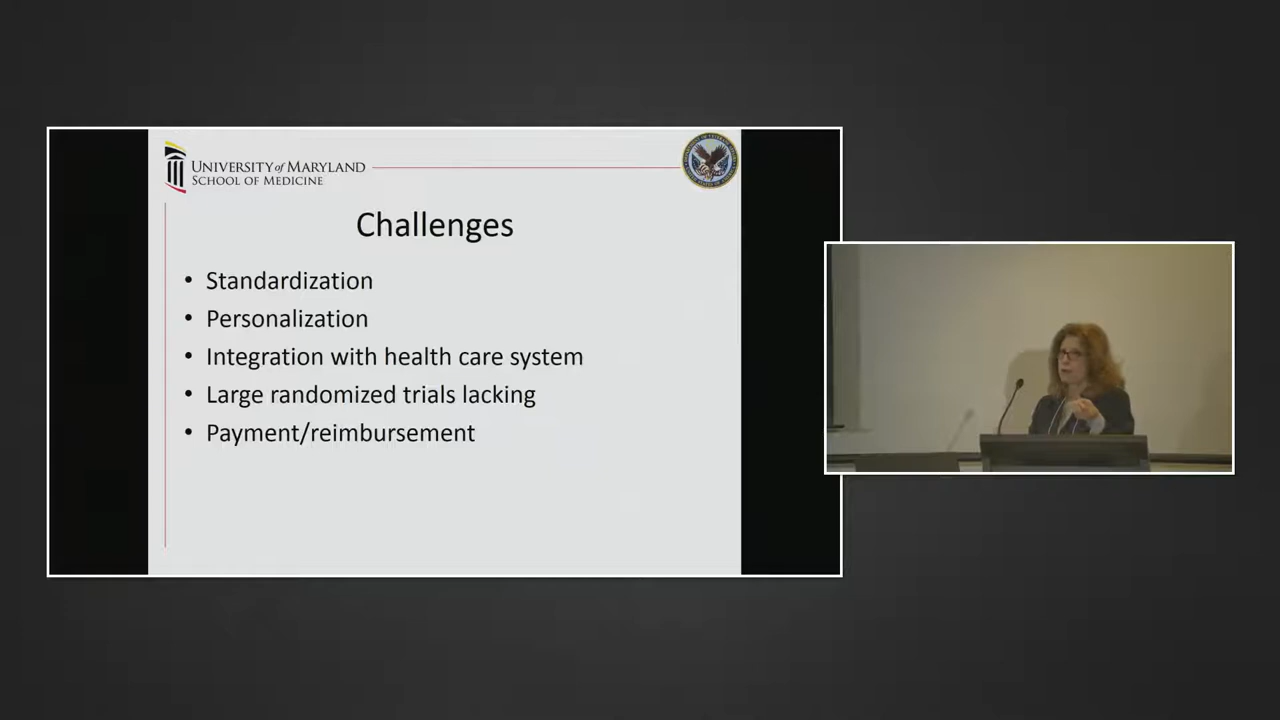 UNIVERSITY of MARYLAND
SCHOOL OF MEDICINE
Challenges
• Standardization
• Personalization
• Integration with health care system
• Large randomized trials lacking
• Payment/reimbursement